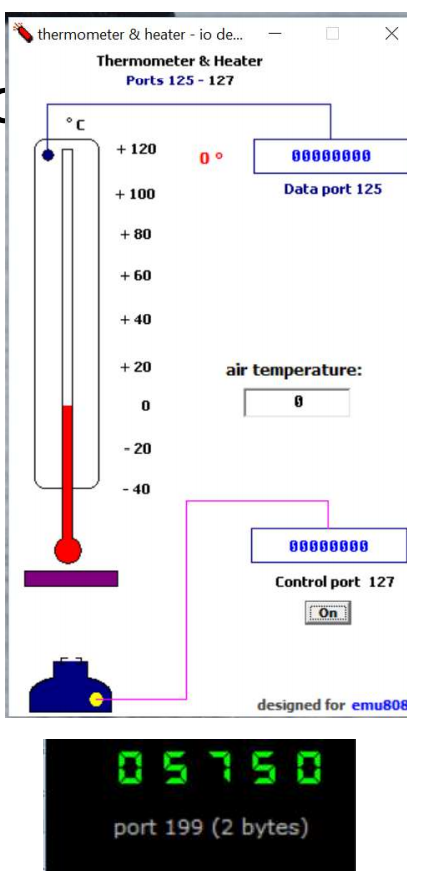 thermometer & heater - io de...
Thermometer & Heater
Ports 125 - 127
° C
+ 120
0 °
00000000
Data port 125
+ 100
+ 80
+ 60
+ 40
+ 20
air temperature:
0
0
- 20
- 40
00000000
Control port 127
On
designed for emu808
05750
port 199 (2 bytes)